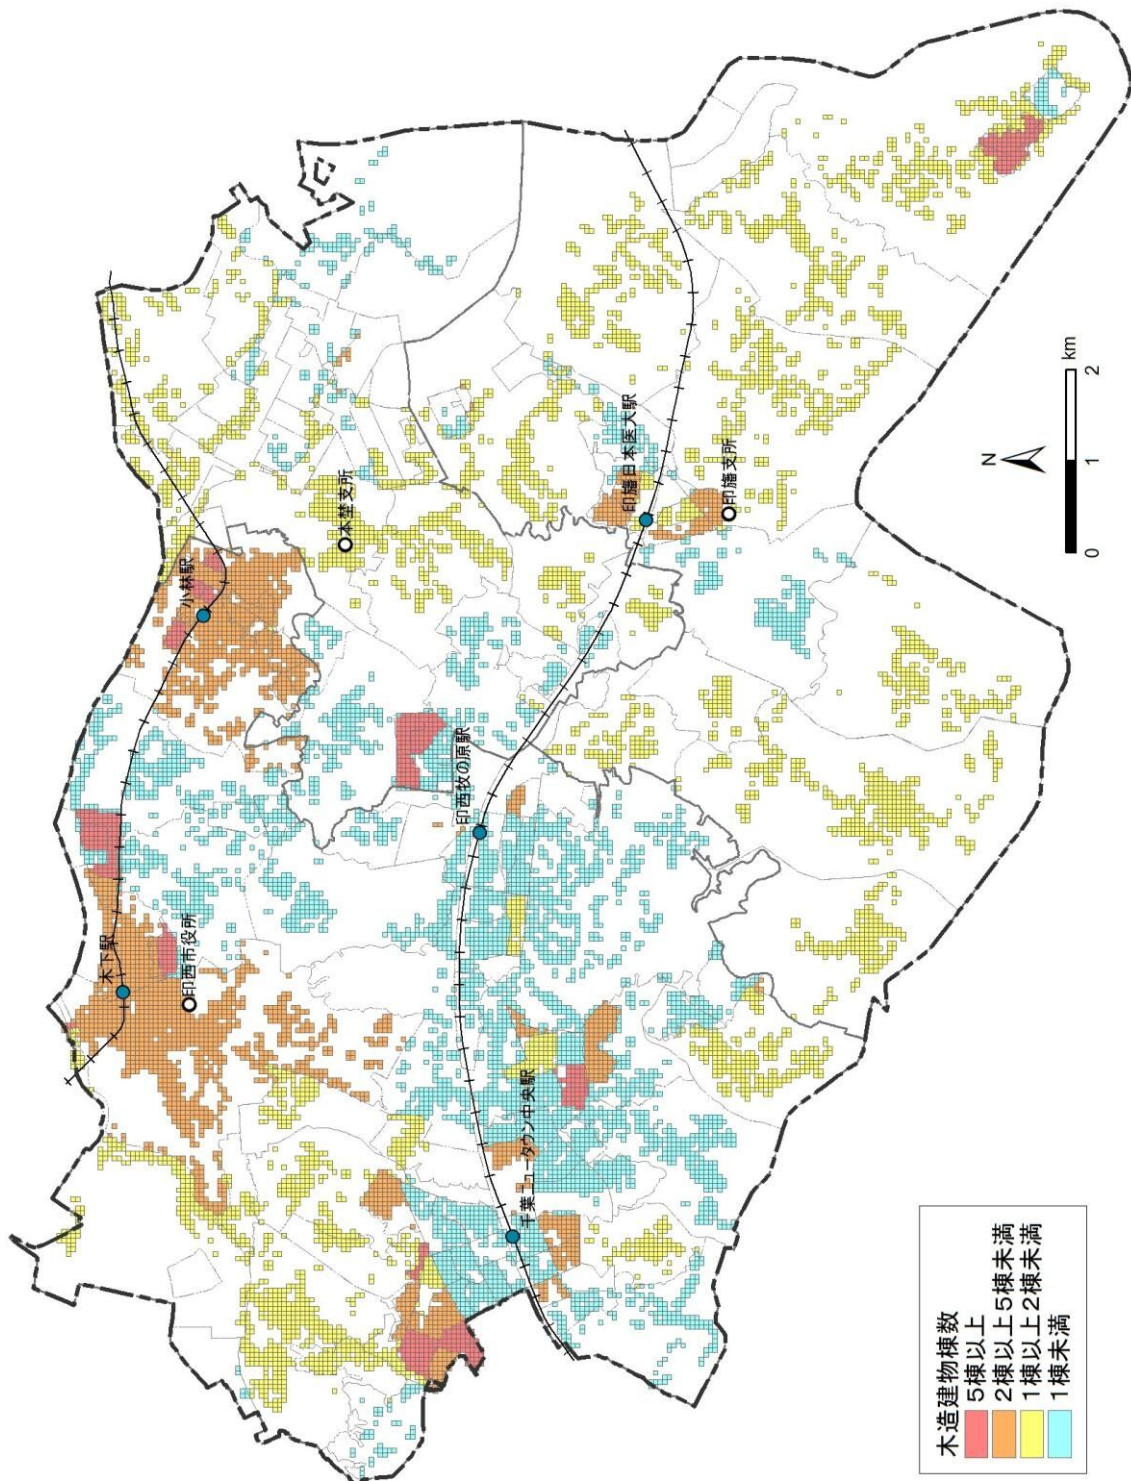 木下駅
小林駅
印西市役所
本埜支所
印西牧の原駅
印旛日本医大駅
印旛支所
千葉ニュータウン中央駅
N
0 1 2 km
木造建物棟数
5棟以上
2棟以上5棟未満
1棟以上2棟未満
1棟未満